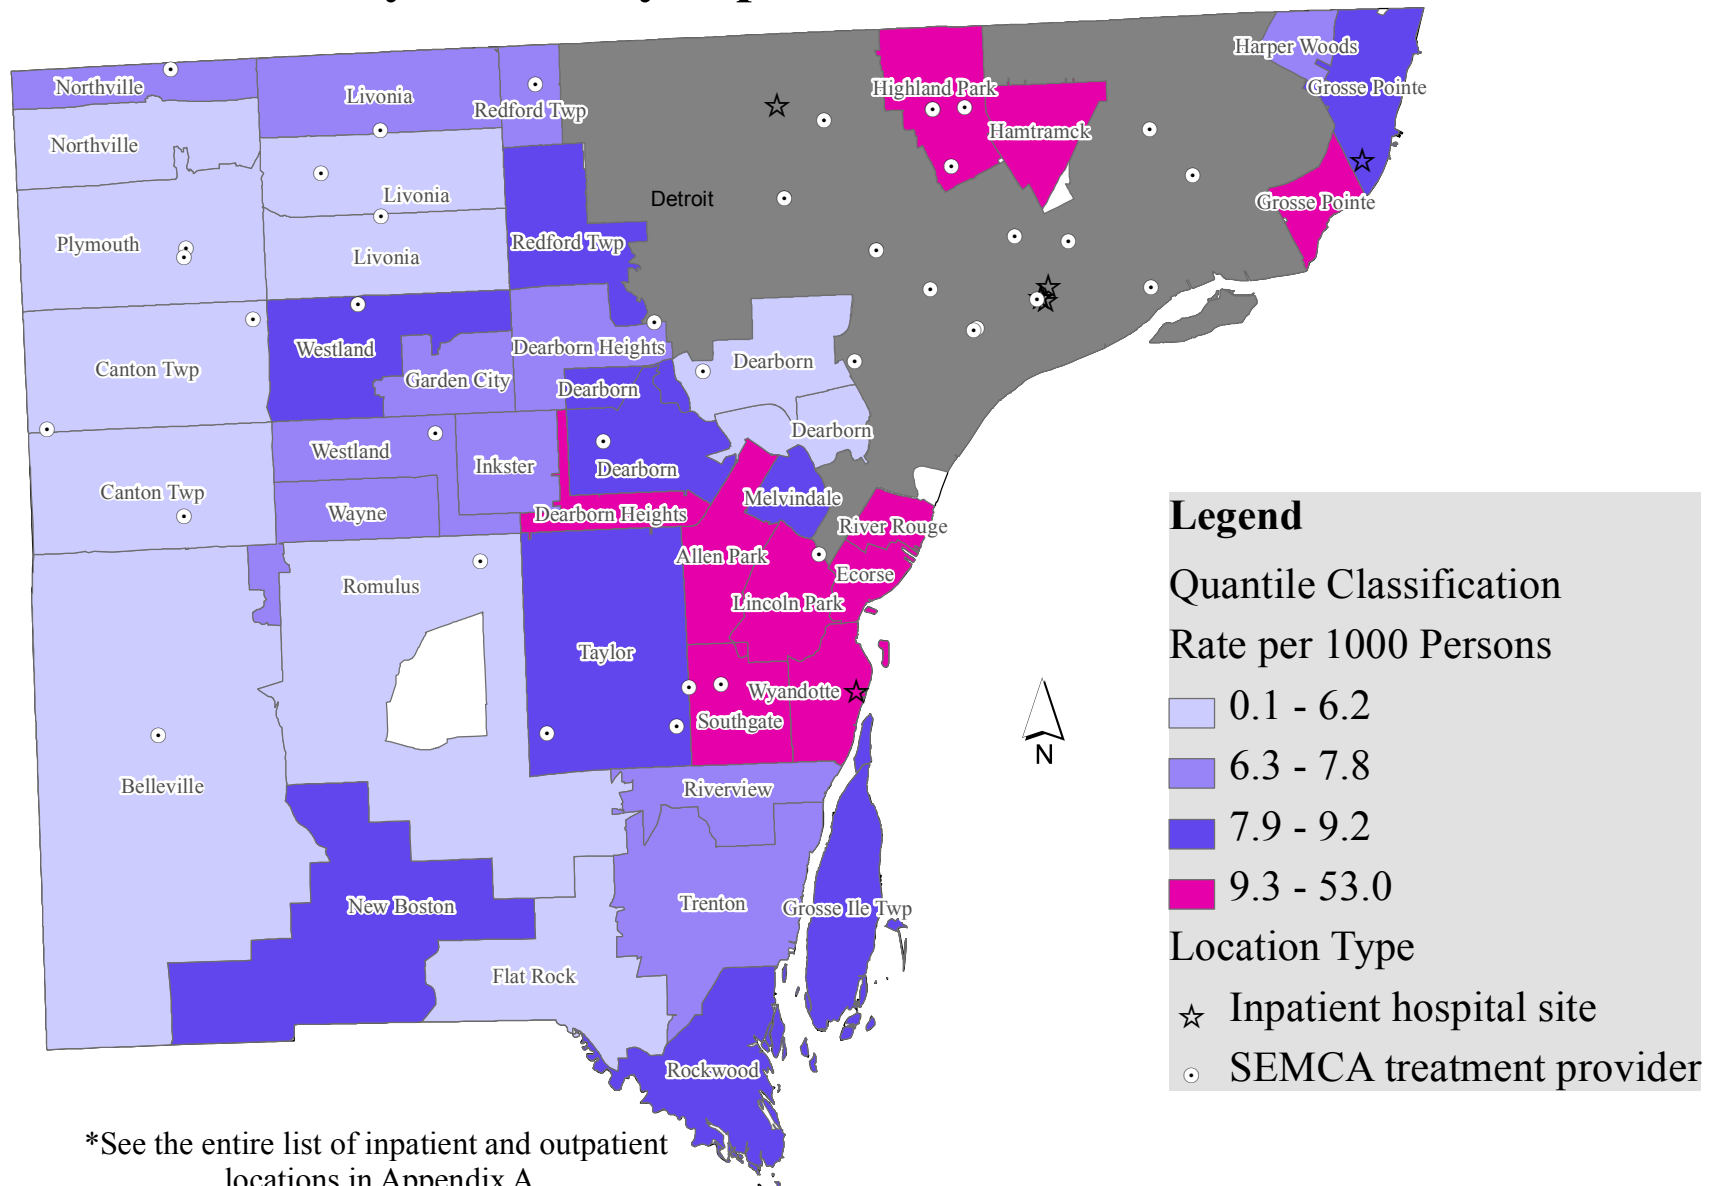 Harper Woods
Northville
Livonia
Redford Twp
Highland Park
Grosse Pointe
Northville
Hamtramck
Livonia
Detroit
Grosse Pointe
Plymouth
Livonia
Redford Twp
Canton Twp
Westland
Dearborn Heights
Dearborn
Garden City
Dearborn
Dearborn
Westland
Inkster
Dearborn
Canton Twp
Melvindale
Wayne
Dearborn Heights
River Rouge
Allen Park
Ecorse
Romulus
Lincoln Park
Taylor
Wyandotte
Southgate
Belleville
Riverview
New Boston
Trenton
Grosse Ile Twp
Flat Rock
Rockwood
N
Legend
Quantile Classification
Rate per 1000 Persons
0.1 - 6.2
6.3 - 7.8
7.9 - 9.2
9.3 - 53.0
Location Type
Inpatient hospital site
SEMCA treatment provider
*See the entire list of inpatient and outpatient
locations in Appendix A